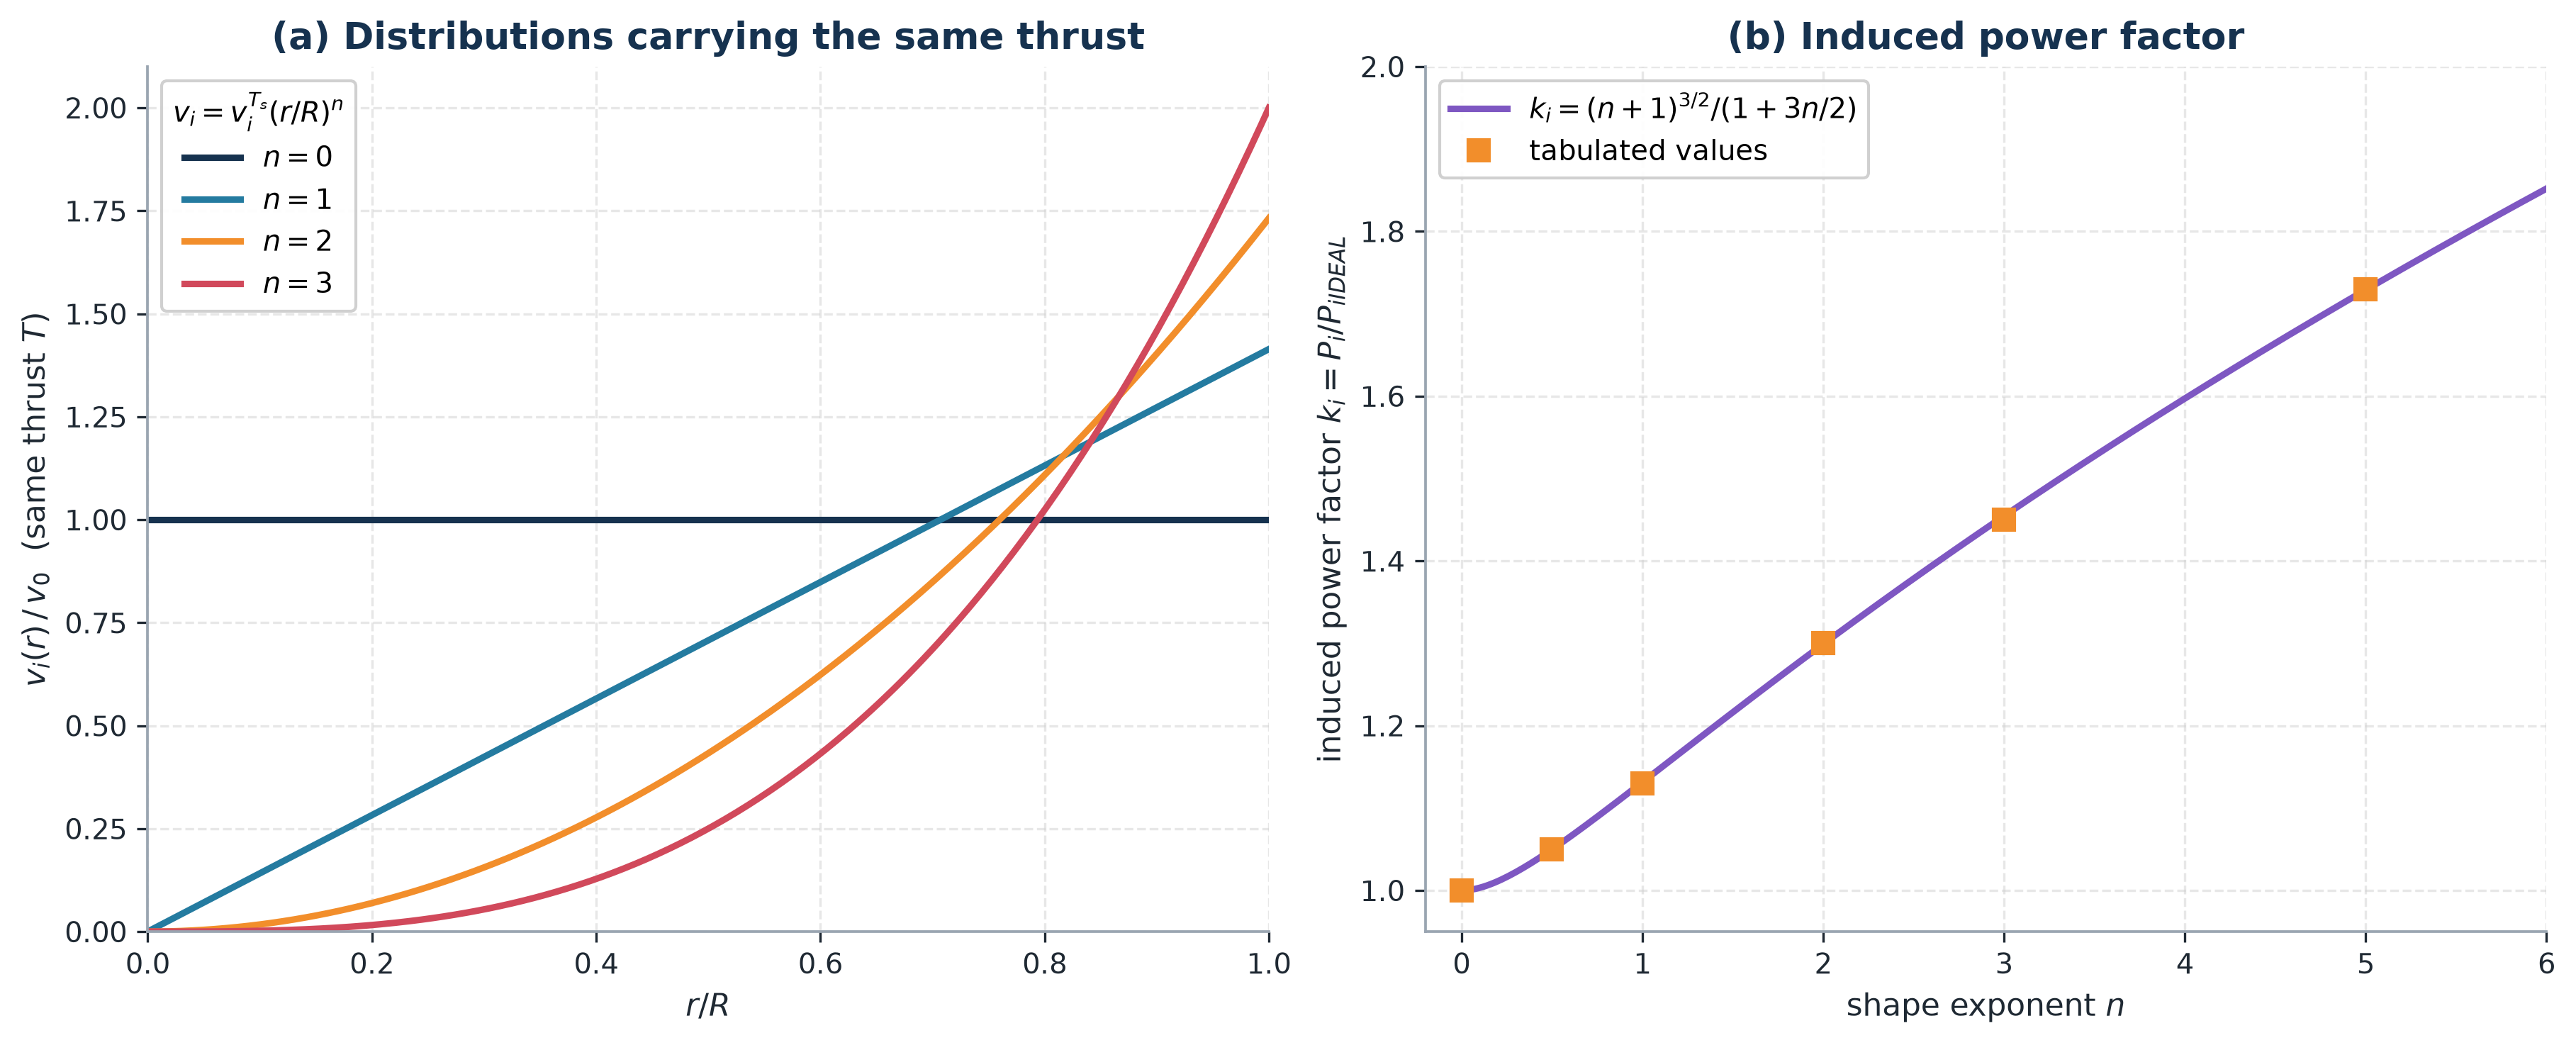 (a) Distributions carrying the same thrust
v_i(r) / v_0 (same thrust T)
2.00
1.75
1.50
1.25
1.00
0.75
0.50
0.25
0.00
v_i = v_i^{T_s}(r/R)^n
n = 0
n = 1
n = 2
n = 3
0.0 0.2 0.4 0.6 0.8 1.0
r/R
(b) Induced power factor
induced power factor k_i = P_i/P_{iIDEAL}
2.0
1.8
1.6
1.4
1.2
1.0
k_i = (n + 1)^{3/2}/(1 + 3n/2)
tabulated values
0 1 2 3 4 5 6
shape exponent n